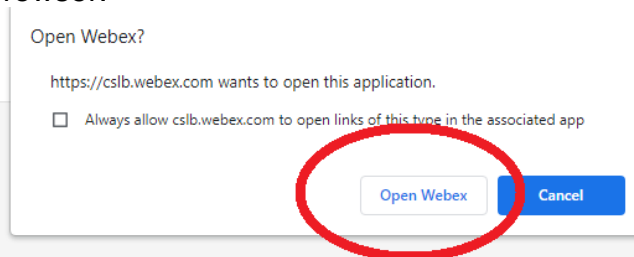 Open Webex?
https://cslb.webex.com wants to open this application.
Always allow cslb.webex.com to open links of this type in the associated app
Open Webex Cancel